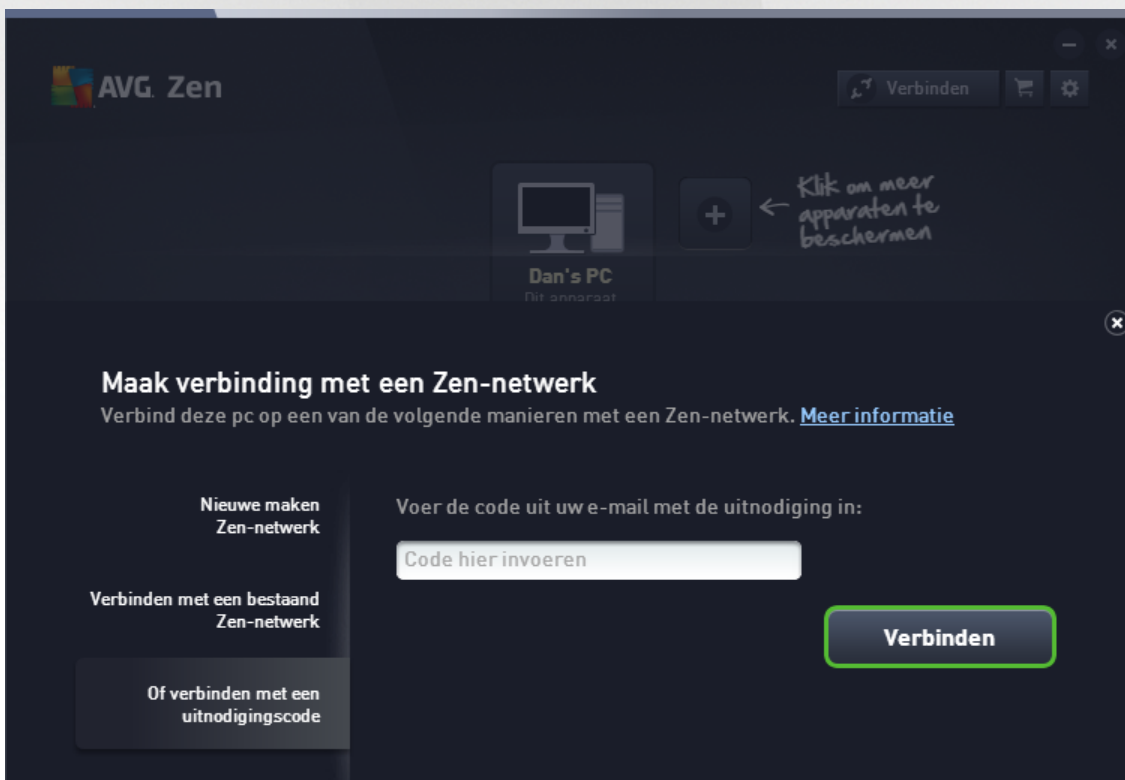 AVG. Zen
Verbinden
Klik om meer
apparaten te
beschermen
Dan's PC
Dit apparaat
Maak verbinding met een Zen-netwerk
Verbind deze pc op een van de volgende manieren met een Zen-netwerk. Meer informatie
Nieuwe maken
Zen-netwerk
Verbinden met een bestaand
Zen-netwerk
Of verbinden met een
uitnodigingscode
Voer de code uit uw e-mail met de uitnodiging in:
Code hier invoeren
Verbinden